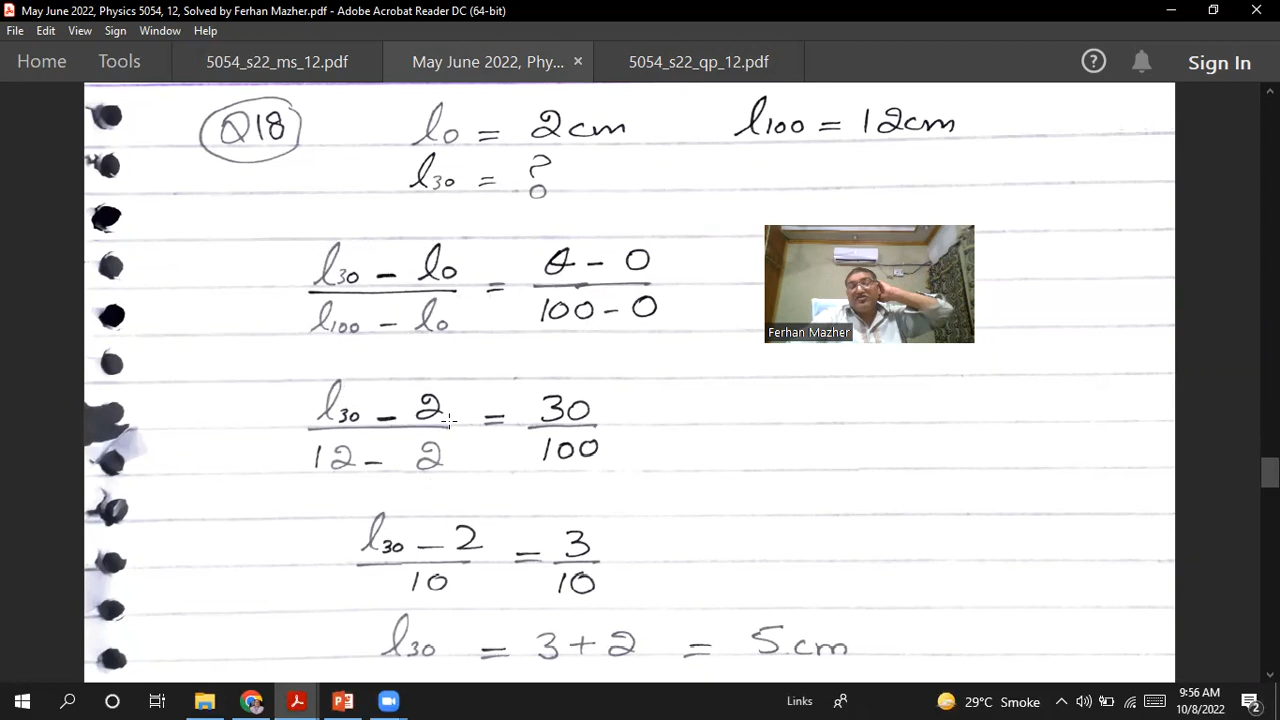 May June 2022, Physics 5054, 12, Solved by Ferhan Mazher.pdf - Adobe Acrobat Reader DC (64-bit)
File Edit View Sign Window Help
Home Tools 5054_s22_ms_12.pdf May June 2022, Phy... × 5054_s22_qp_12.pdf ? Sign In
Q18 l0 = 2cm l100 = 12cm
l30 = ?
l30 - l0 / l100 - l0 = θ - 0 / 100 - 0
Ferhan Mazher
l30 - 2 / 12 - 2 = 30 / 100
l30 - 2 / 10 = 3 / 10
l30 = 3 + 2 = 5 cm
Links 29°C Smoke 9:56 AM
10/8/2022
2